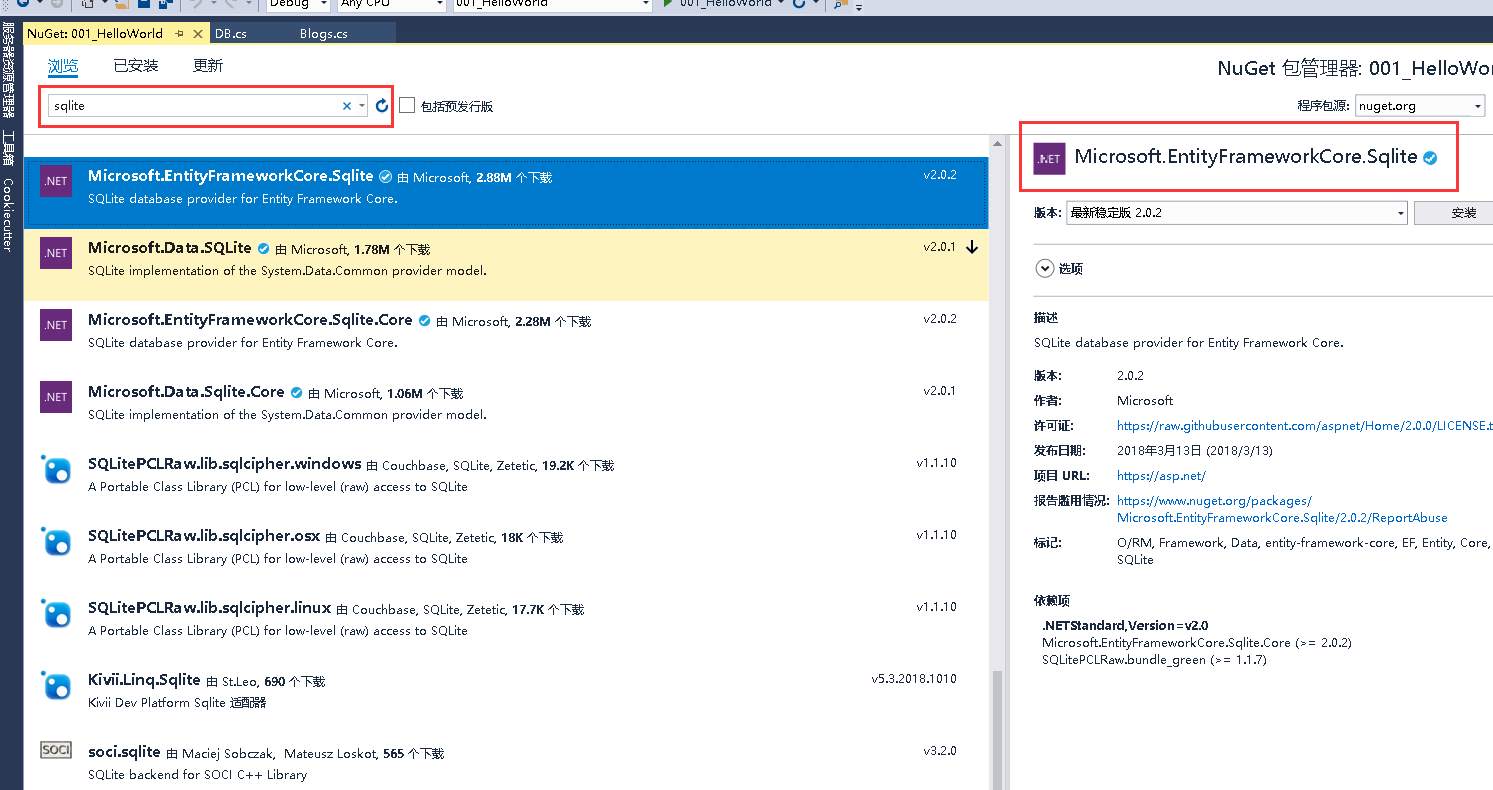 Debug Any CPU 001_HelloWorld 001_HelloWorld
服务器资源管理器
工具箱
Cookiecutter
NuGet: 001_HelloWorld DB.cs Blogs.cs
浏览 已安装 更新
NuGet 包管理器: 001_HelloWor
sqlite
包括预发行版
程序包源: nuget.org
.NET Microsoft.EntityFrameworkCore.Sqlite 由 Microsoft, 2.88M 个下载 v2.0.2
SQLite database provider for Entity Framework Core.
.NET Microsoft.Data.SQLite 由 Microsoft, 1.78M 个下载 v2.0.1
SQLite implementation of the System.Data.Common provider model.
.NET Microsoft.EntityFrameworkCore.Sqlite.Core 由 Microsoft, 2.28M 个下载 v2.0.2
SQLite database provider for Entity Framework Core.
.NET Microsoft.Data.Sqlite.Core 由 Microsoft, 1.06M 个下载 v2.0.1
SQLite implementation of the System.Data.Common provider model.
SQLitePCLRaw.lib.sqlcipher.windows 由 Couchbase, SQLite, Zetetic, 19.2K 个下载 v1.1.10
A Portable Class Library (PCL) for low-level (raw) access to SQLite
SQLitePCLRaw.lib.sqlcipher.osx 由 Couchbase, SQLite, Zetetic, 18K 个下载 v1.1.10
A Portable Class Library (PCL) for low-level (raw) access to SQLite
SQLitePCLRaw.lib.sqlcipher.linux 由 Couchbase, SQLite, Zetetic, 17.7K 个下载 v1.1.10
A Portable Class Library (PCL) for low-level (raw) access to SQLite
Kivii.Linq.Sqlite 由 St.Leo, 690 个下载 v5.3.2018.1010
Kivii Dev Platform Sqlite 适配器
SOCI soci.sqlite 由 Maciej Sobczak, Mateusz Loskot, 565 个下载 v3.2.0
SQLite backend for SOCI C++ Library
.NET Microsoft.EntityFrameworkCore.Sqlite
版本: 最新稳定版 2.0.2 安装
选项
描述
SQLite database provider for Entity Framework Core.
版本: 2.0.2
作者: Microsoft
许可证: https://raw.githubusercontent.com/aspnet/Home/2.0.0/LICENSE.t
发布日期: 2018年3月13日 (2018/3/13)
项目 URL: https://asp.net/
报告滥用情况: https://www.nuget.org/packages/
Microsoft.EntityFrameworkCore.Sqlite/2.0.2/ReportAbuse
标记: O/RM, Framework, Data, entity-framework-core, EF, Entity, Core,
SQLite
依赖项
.NETStandard,Version=v2.0
Microsoft.EntityFrameworkCore.Sqlite.Core (>= 2.0.2)
SQLitePCLRaw.bundle_green (>= 1.1.7)